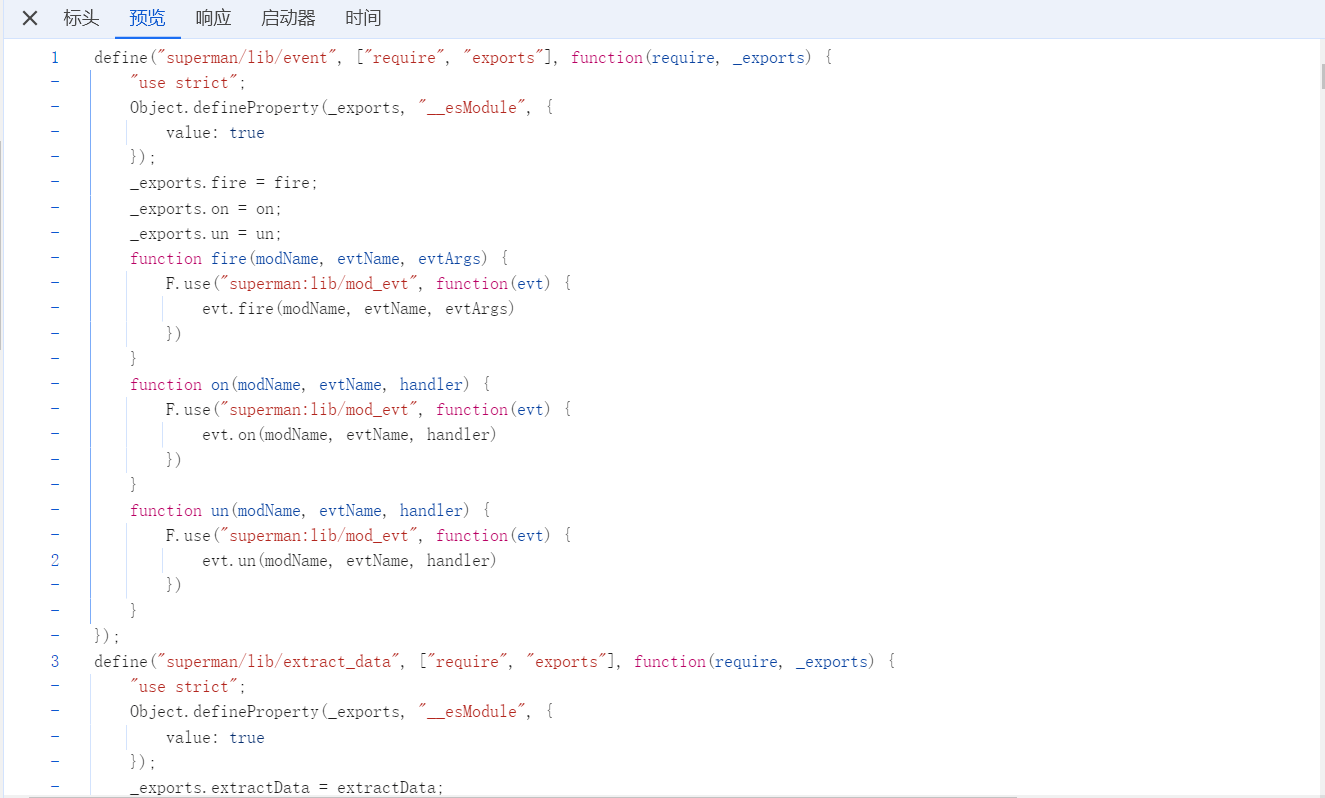 标头 预览 响应 启动器 时间
1 define("superman/lib/event", ["require", "exports"], function(require, _exports) {
- "use strict";
- Object.defineProperty(_exports, "__esModule", {
- value: true
- });
- _exports.fire = fire;
- _exports.on = on;
- _exports.un = un;
- function fire(modName, evtName, evtArgs) {
- F.use("superman:lib/mod_evt", function(evt) {
- evt.fire(modName, evtName, evtArgs)
- })
- }
- function on(modName, evtName, handler) {
- F.use("superman:lib/mod_evt", function(evt) {
- evt.on(modName, evtName, handler)
- })
- }
- function un(modName, evtName, handler) {
- F.use("superman:lib/mod_evt", function(evt) {
2 evt.un(modName, evtName, handler)
- })
- }
- });
3 define("superman/lib/extract_data", ["require", "exports"], function(require, _exports) {
- "use strict";
- Object.defineProperty(_exports, "__esModule", {
- value: true
- });
- _exports.extractData = extractData;